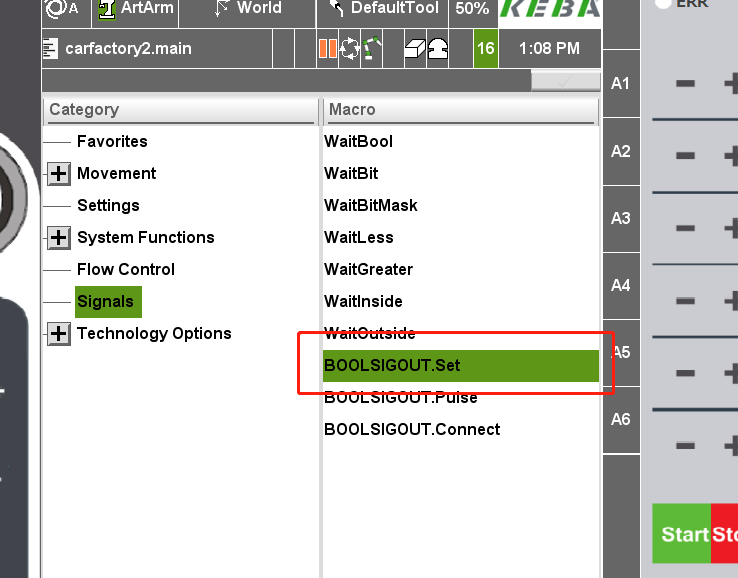 A ArtArm World DefaultTool 50% KEBA
ERR
carfactory2.main 16 1:08 PM
Category Macro
Favorites
Movement
Settings
System Functions
Flow Control
Signals
Technology Options
WaitBool
WaitBit
WaitBitMask
WaitLess
WaitGreater
WaitInside
WaitOutside
BOOLSIGOUT.Set
BOOLSIGOUT.Pulse
BOOLSIGOUT.Connect
A1
A2
A3
A4
A5
A6
Start Sto